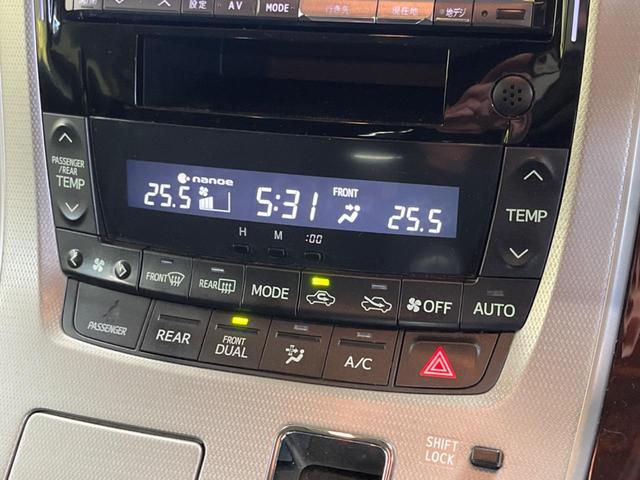 設定 AV MODE 行き先 現在地 地デジ
PASSENGER
/REAR
TEMP
nanoe
FRONT
25.5 5:31 25.5
TEMP
H M :00
FRONT REAR MODE OFF AUTO
PASSENGER REAR FRONT
DUAL A/C
SHIFT
LOCK